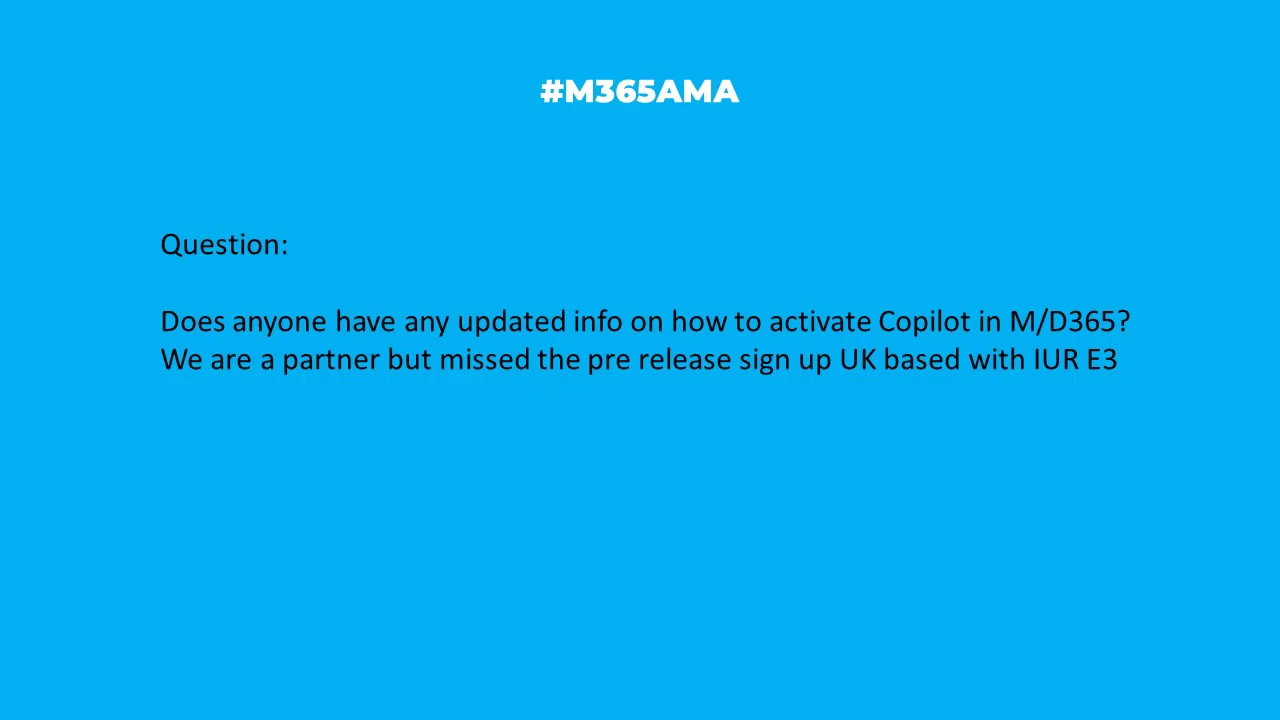 #M365AMA
Question:
Does anyone have any updated info on how to activate Copilot in M/D365?
We are a partner but missed the pre release sign up UK based with IUR E3